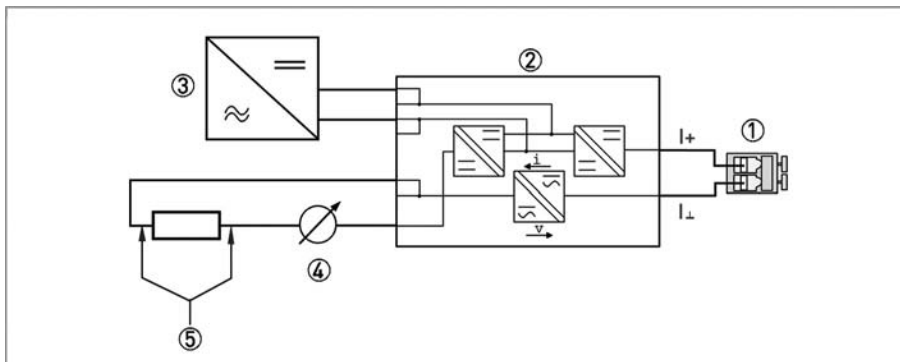 ②
③
①
I+
i
I⊥
v
④
⑤